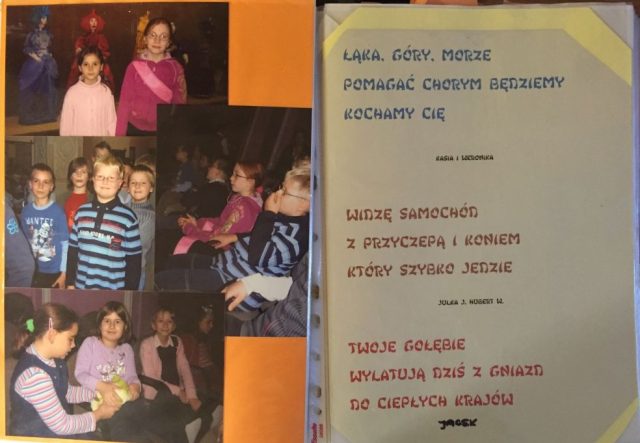 WANTED
ŁĄKA, GÓRY, MORZE
POMAGAĆ CHORYM BĘDZIEMY
KOCHAMY CIĘ
KASIA I WERONIKA
WIDZĘ SAMOCHÓD
Z PRZYCZEPĄ I KONIEM
KTÓRY SZYBKO JEDZIE
JULKA J. HUBERT W.
TWOJE GOŁĘBIE
WYLATUJĄ DZIŚ Z GNIAZD
DO CIEPŁYCH KRAJÓW
JACEK